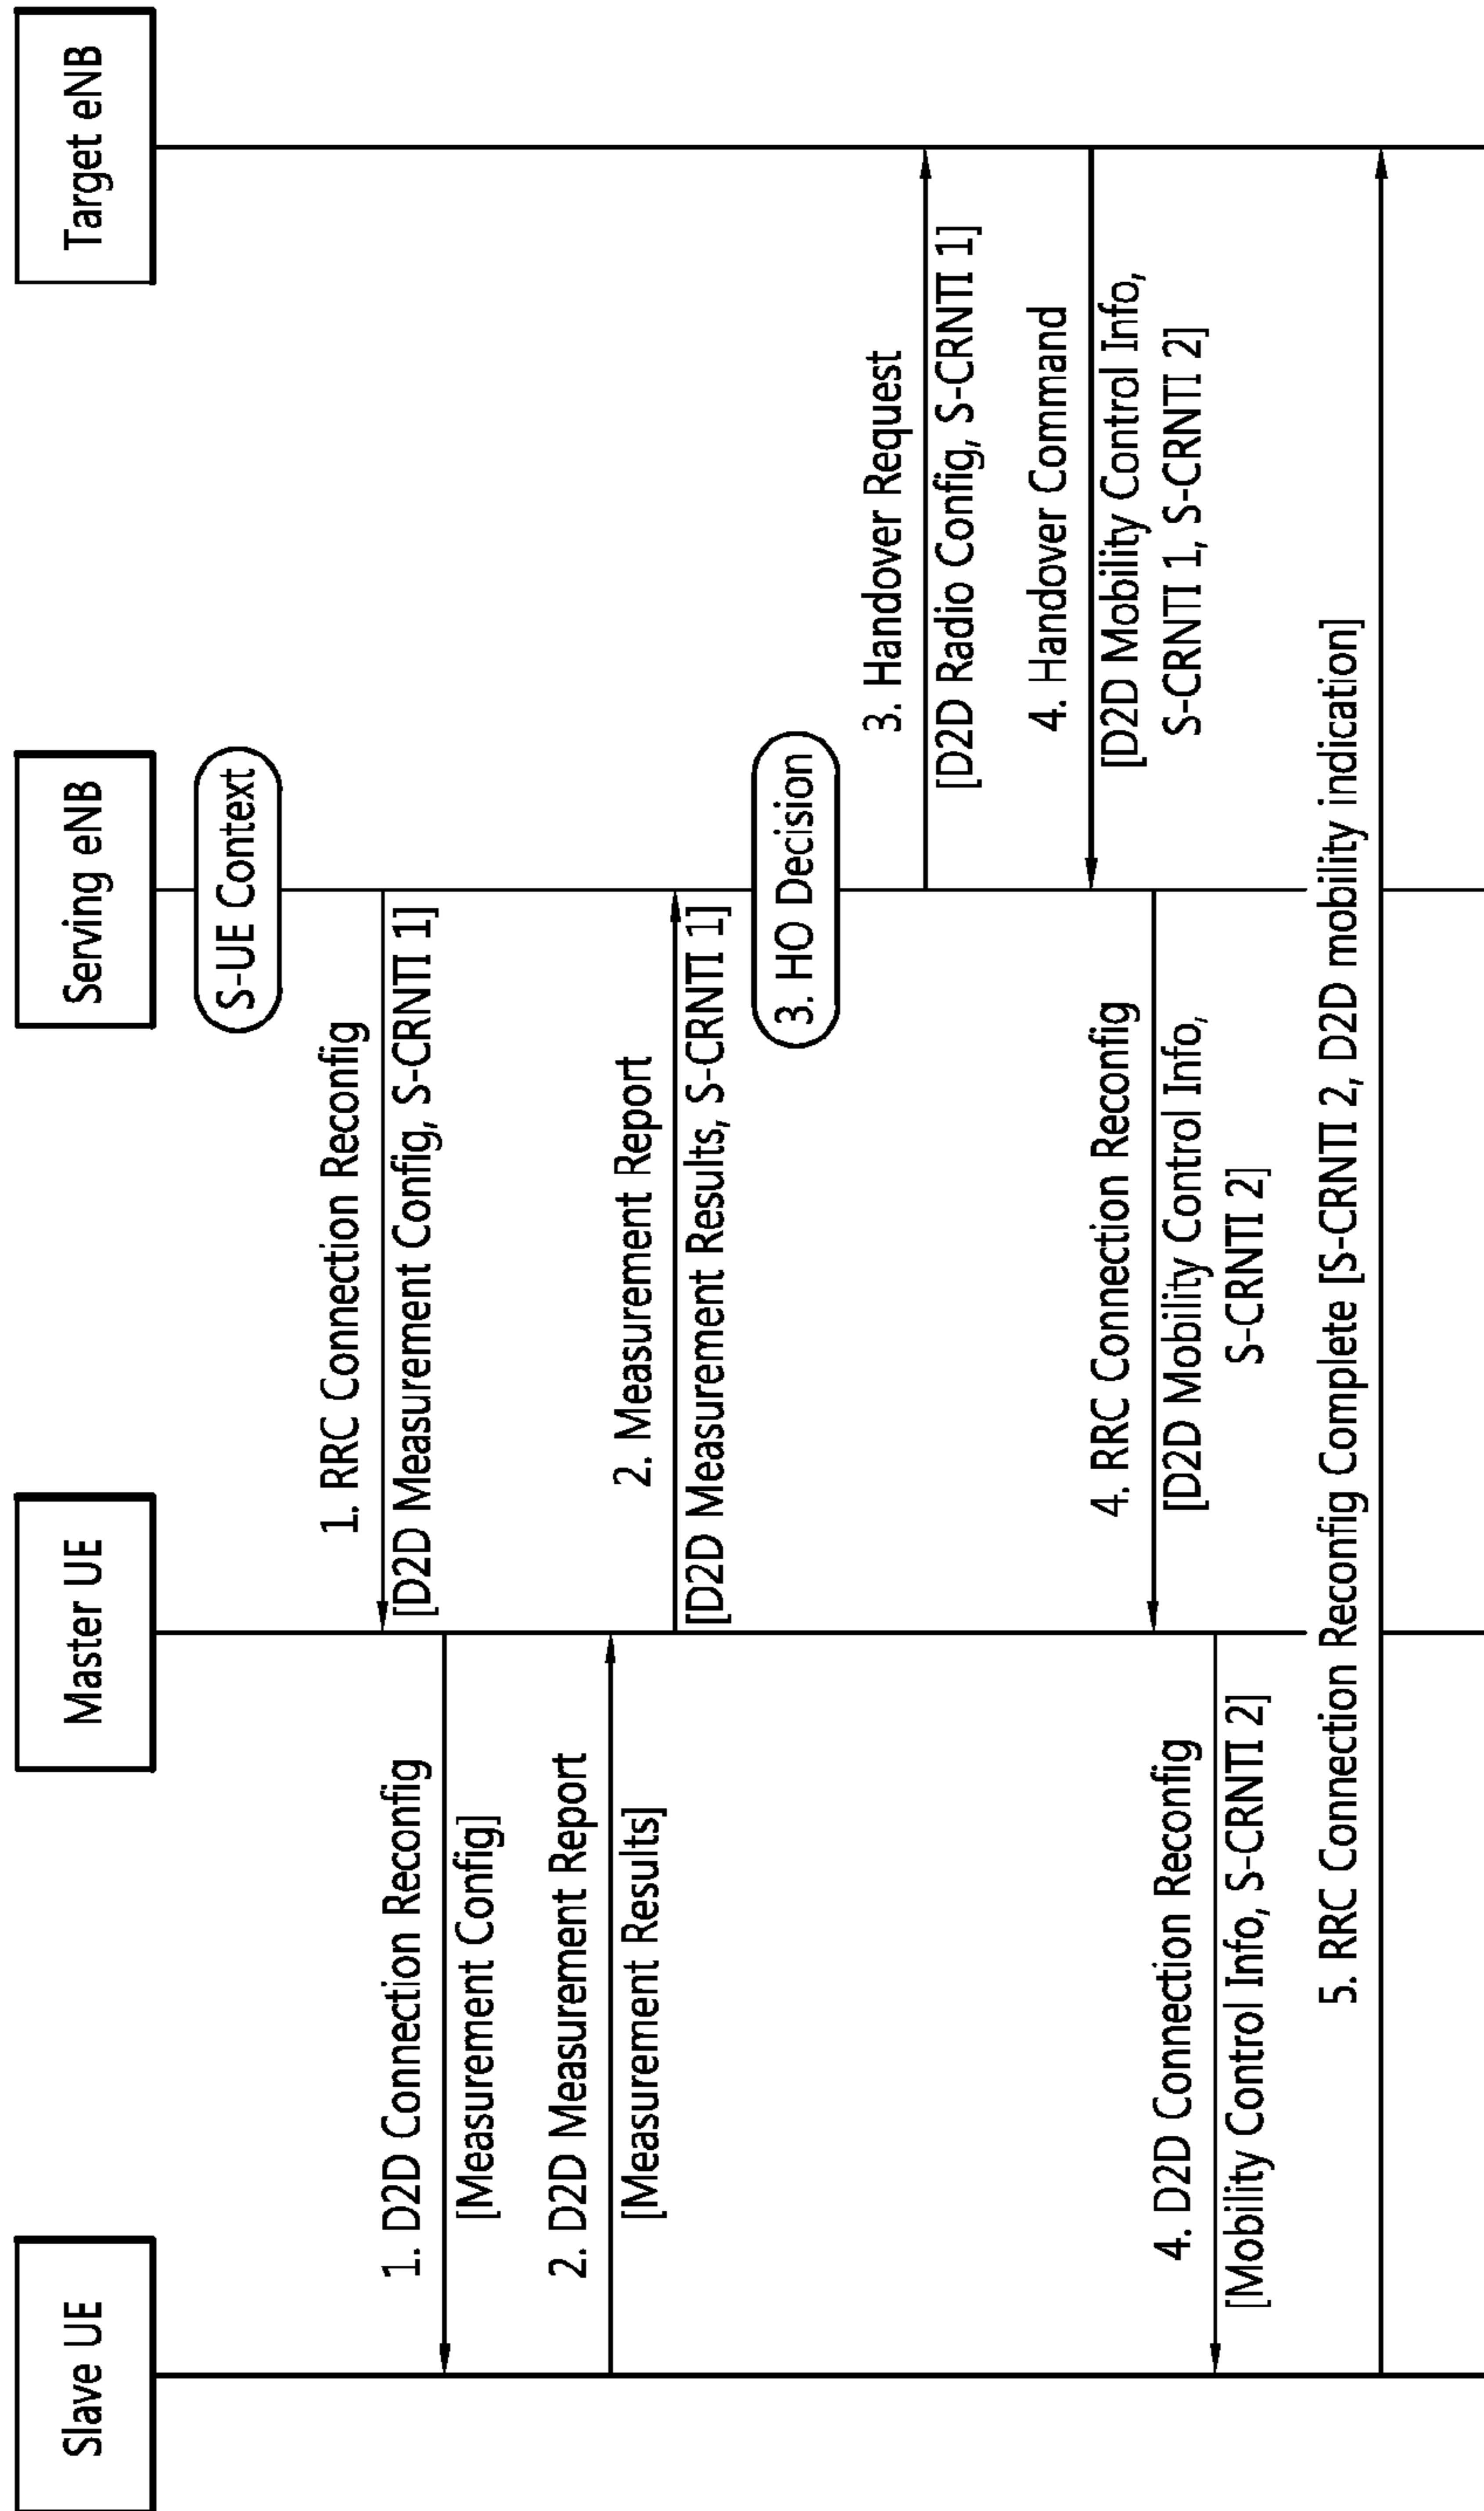 Slave UE
Master UE
Serving eNB
Target eNB
S-UE Context
1. RRC Connection Reconfig
[D2D Measurement Config, S-CRNTI 1]
1. D2D Connection Reconfig
[Measurement Config]
2. D2D Measurement Report
[Measurement Results]
2. Measurement Report
[D2D Measurement Results, S-CRNTI 1]
3. HO Decision
3. Handover Request
[D2D Radio Config, S-CRNTI 1]
4. Handover Command
[D2D Mobility Control Info,
S-CRNTI 1, S-CRNTI 2]
4. RRC Connection Reconfig
[D2D Mobility Control Info,
S-CRNTI 2]
4. D2D Connection Reconfig
[Mobility Control Info, S-CRNTI 2]
5. RRC Connection Reconfig Complete [S-CRNTI 2, D2D mobility indication]